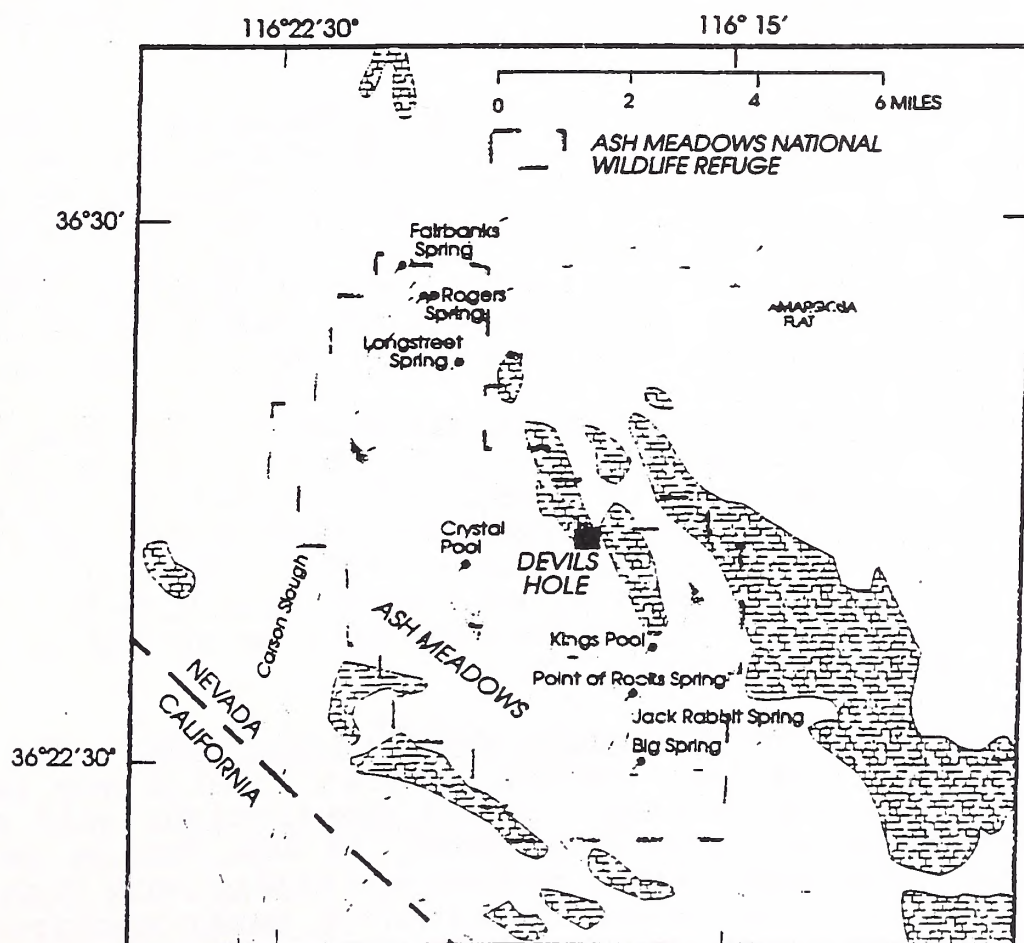 116°22'30"
116° 15'
0
2
4
6 MILES
ASH MEADOWS NATIONAL
WILDLIFE REFUGE
36°30'
Fairbanks
Spring
Rogers
Spring
Longstreet
Spring
FLAT
Crystal
Pool
DEVILS
HOLE
Carson Slough
ASH MEADOWS
Kings Pool
Point of Rocks Spring
Jack Rabbit Spring
Big Spring
NEVADA
CALIFORNIA
36°22'30"